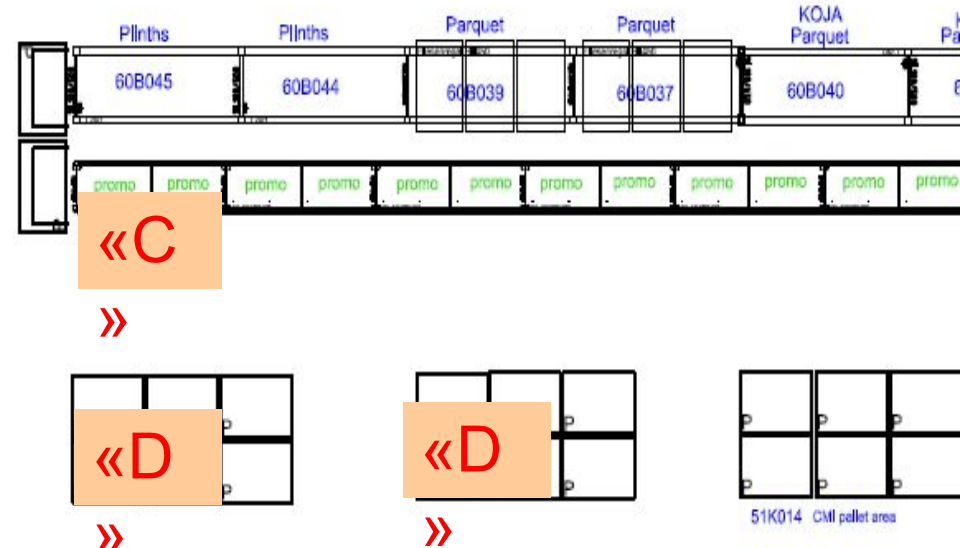 Plinths
Plinths
Parquet
Parquet
KOJA
Parquet
60B045
60B044
60B039
60B037
60B040
promo promo promo promo promo promo promo promo promo promo promo promo
«C
»
«D
»
«D
»
51K014 CMI pallet area